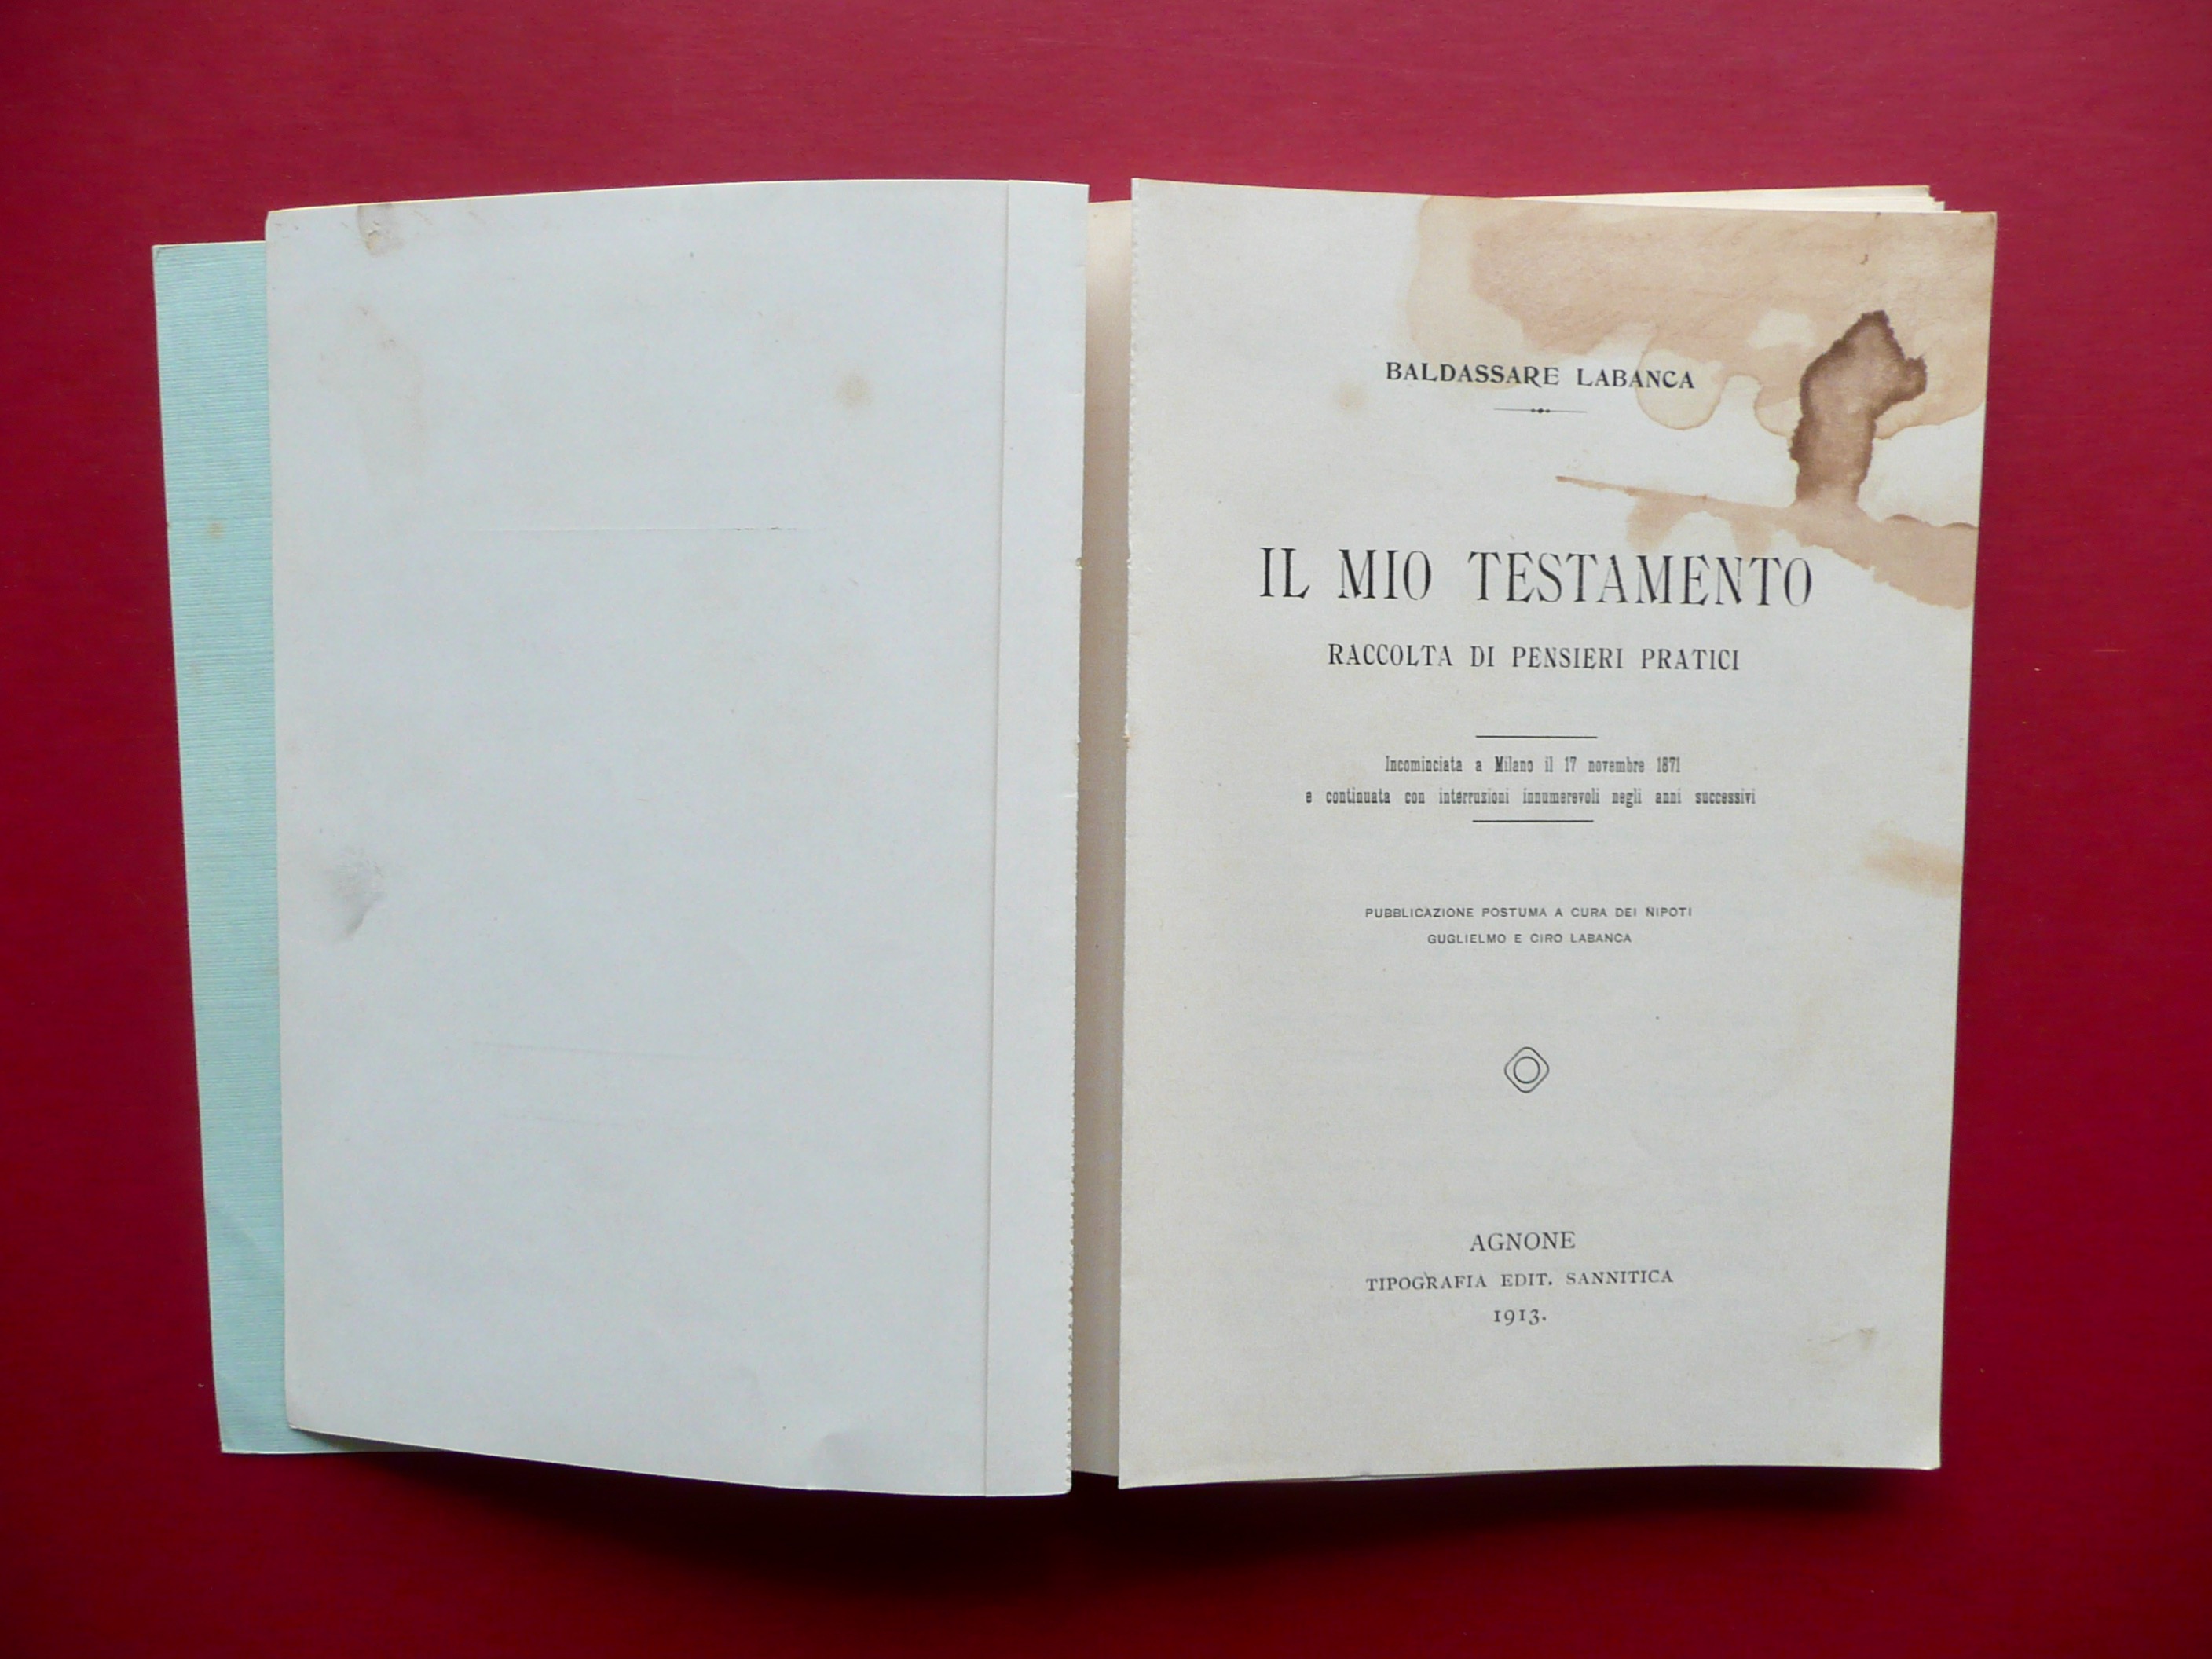 BALDASSARE LABANCA
IL MIO TESTAMENTO
RACCOLTA DI PENSIERI PRATICI
Incominciata a Milano il 17 novembre 1871
e continuata con interruzioni innumerevoli negli anni successivi
PUBBLICAZIONE POSTUMA A CURA DEI NIPOTI
GUGLIELMO E CIRO LABANCA
AGNONE
TIPOGRAFIA EDIT. SANNITICA
1913.